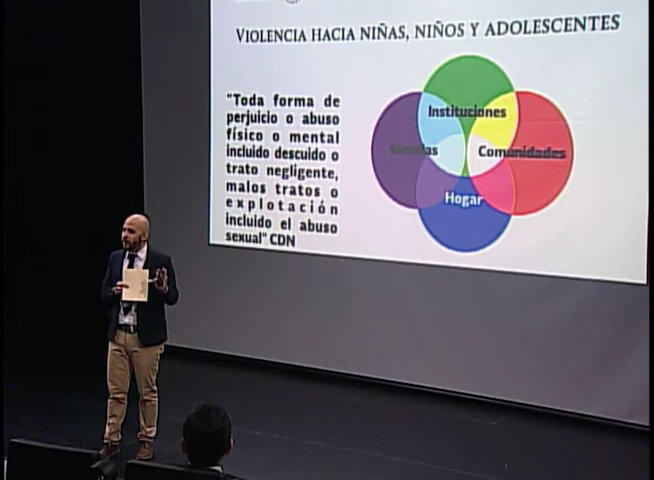 VIOLENCIA HACIA NIÑAS, NIÑOS Y ADOLESCENTES
"Toda forma de
perjuicio o abuso
físico o mental
incluido descuido o
trato negligente,
malos tratos o
explotación
incluido el abuso
sexual" CDN
Instituciones
Escuelas
Comunidades
Hogar